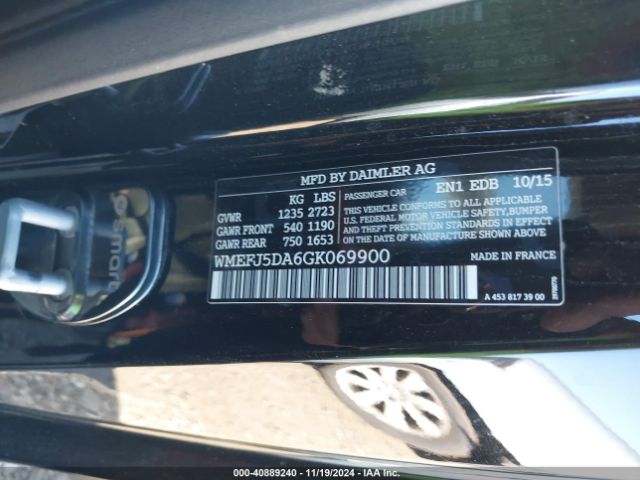 MFD BY DAIMLER AG
KG LBS
GVWR 1235 2723
GAWR FRONT 540 1190
GAWR REAR 750 1653
PASSENGER CAR EN1 EDB 10/15
THIS VEHICLE CONFORMS TO ALL APPLICABLE
U.S. FEDERAL MOTOR VEHICLE SAFETY, BUMPER
AND THEFT PREVENTION STANDARDS IN EFFECT
ON THE DATE OF MANUFACTURE SHOWN ABOVE.
WMEFJ5DA6GK069900
MADE IN FRANCE
A 453 817 39 00
smart
000-40889240 - 11/19/2024 - IAA Inc.